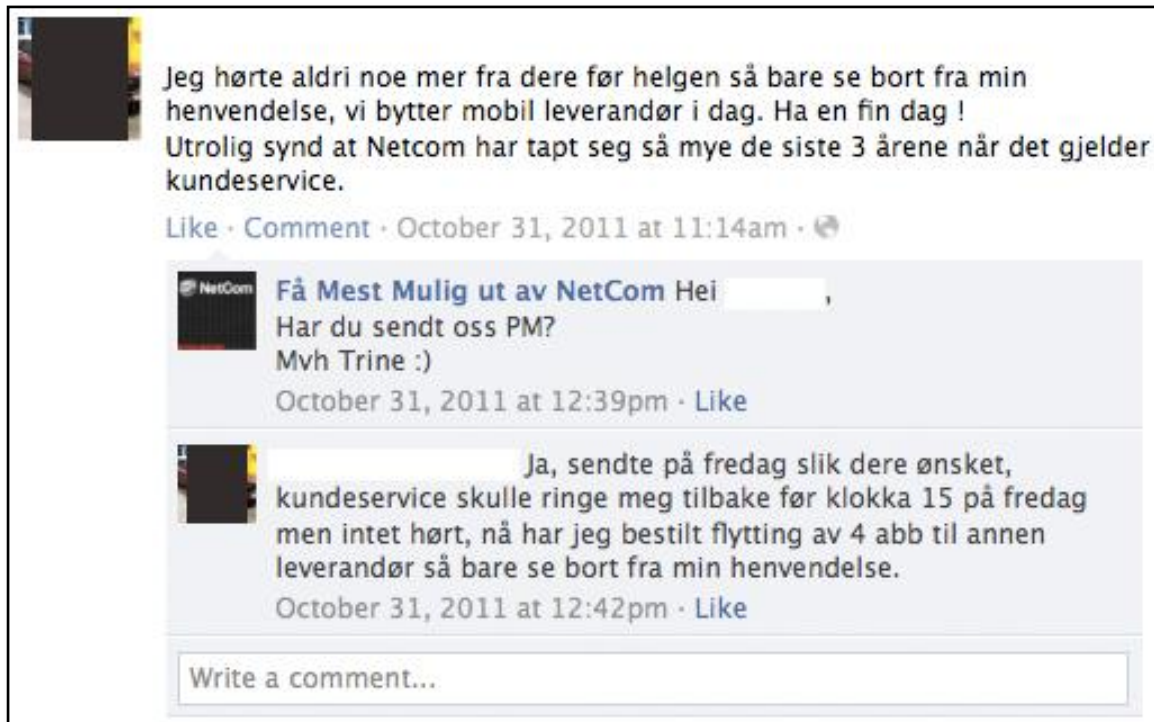 Jeg hørte aldri noe mer fra dere før helgen så bare se bort fra min
henvendelse, vi bytter mobil leverandør i dag. Ha en fin dag !
Utrolig synd at Netcom har tapt seg så mye de siste 3 årene når det gjelder
kundeservice.
Like · Comment · October 31, 2011 at 11:14am ·
NetCom
Få Mest Mulig ut av NetCom Hei ,
Har du sendt oss PM?
Mvh Trine :)
October 31, 2011 at 12:39pm · Like
Ja, sendte på fredag slik dere ønsket,
kundeservice skulle ringe meg tilbake før klokka 15 på fredag
men intet hørt, nå har jeg bestilt flytting av 4 abb til annen
leverandør så bare se bort fra min henvendelse.
October 31, 2011 at 12:42pm · Like
Write a comment...